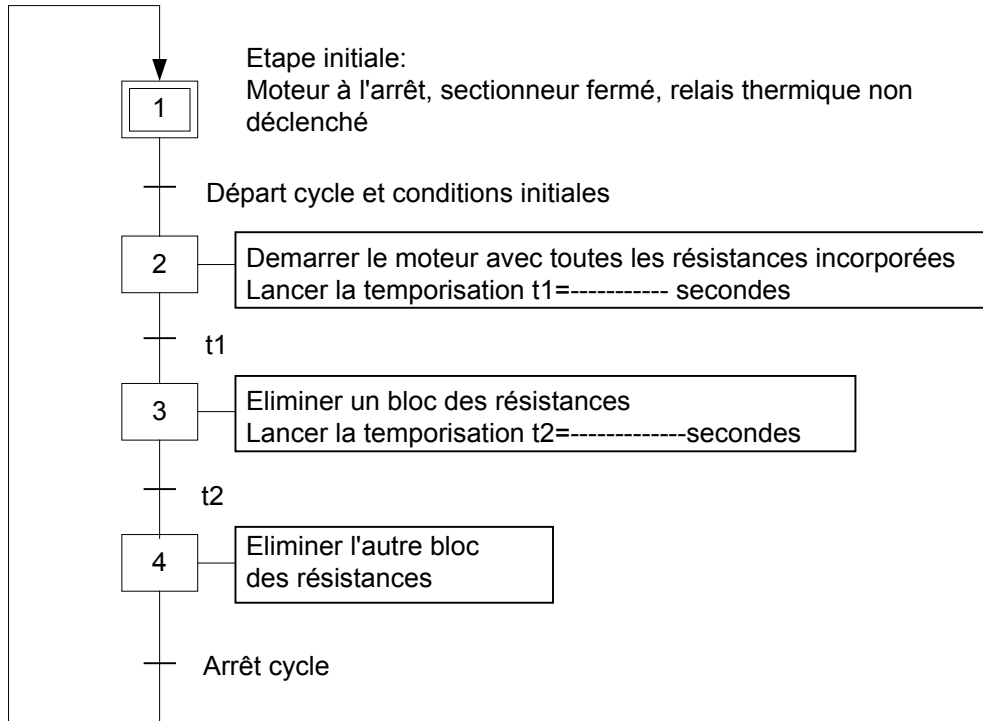 Etape initiale:
Moteur à l'arrêt, sectionneur fermé, relais thermique non
déclenché
1
Départ cycle et conditions initiales
2
Demarrer le moteur avec toutes les résistances incorporées
Lancer la temporisation t1=----------- secondes
t1
3
Eliminer un bloc des résistances
Lancer la temporisation t2=-------------secondes
t2
4
Eliminer l'autre bloc
des résistances
Arrêt cycle